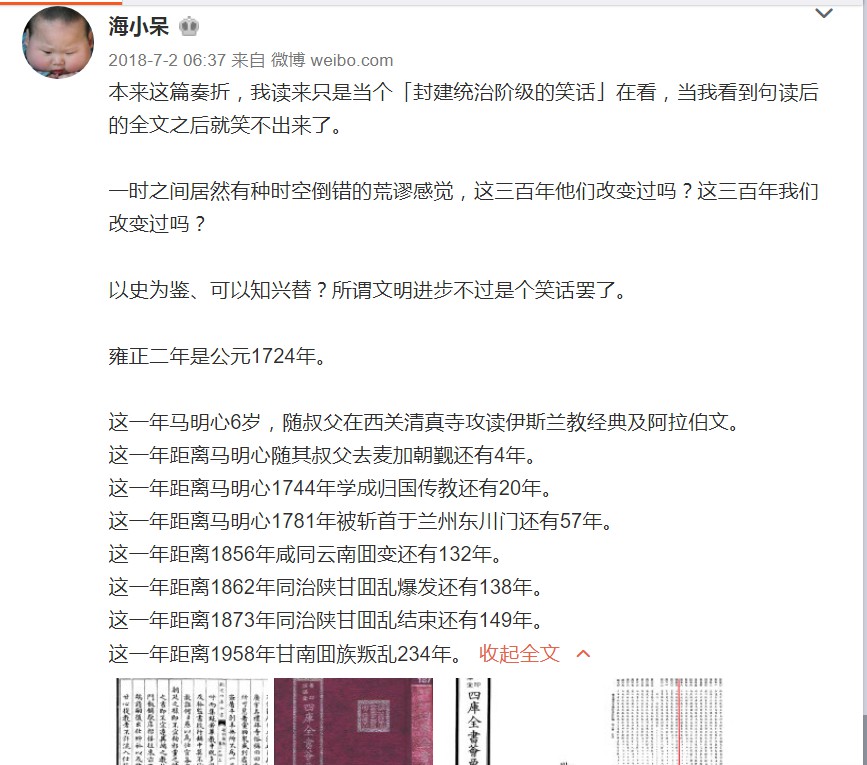 海小呆
2018-7-2 06:37 来自 微博 weibo.com
本来这篇奏折，我读来只是当个「封建统治阶级的笑话」在看，当我看到句读后
的全文之后就笑不出来了。
一时之间居然有种时空倒错的荒谬感觉，这三百年他们改变过吗？这三百年我们
改变过吗？
以史为鉴、可以知兴替？所谓文明进步不过是个笑话罢了。
雍正二年是公元1724年。
这一年马明心6岁，随叔父在西关清真寺攻读伊斯兰教经典及阿拉伯文。
这一年距离马明心随其叔父去麦加朝觐还有4年。
这一年距离马明心1744年学成归国传教还有20年。
这一年距离马明心1781年被斩首于兰州东川门还有57年。
这一年距离1856年咸同云南囬变还有132年。
这一年距离1862年同治陕甘囬乱爆发还有138年。
这一年距离1873年同治陕甘囬乱结束还有149年。
这一年距离1958年甘南囬族叛乱234年。 收起全文
四庫全書薈
四庫全書薈